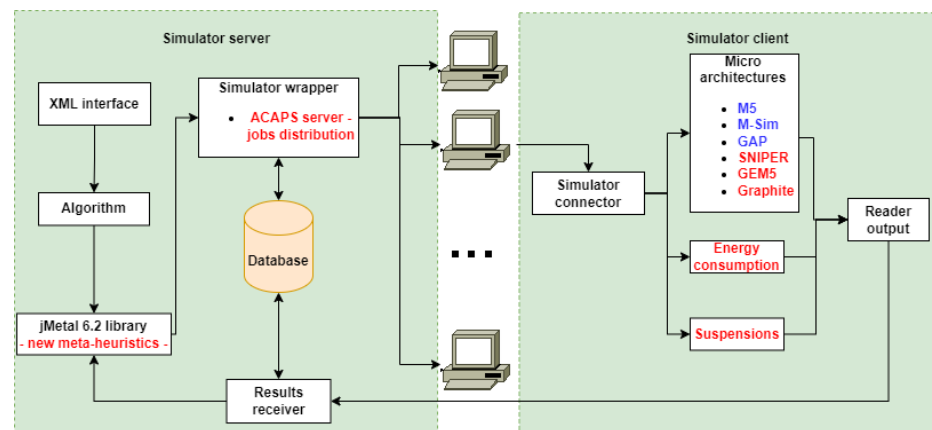 Simulator server
XML interface
Algorithm
jMetal 6.2 library
- new meta-heuristics -
Simulator wrapper
ACAPS server -
jobs distribution
Database
Results
receiver
Simulator client
Simulator
connector
Micro
architectures
M5
M-Sim
GAP
SNIPER
GEM5
Graphite
Energy
consumption
Suspensions
Reader
output